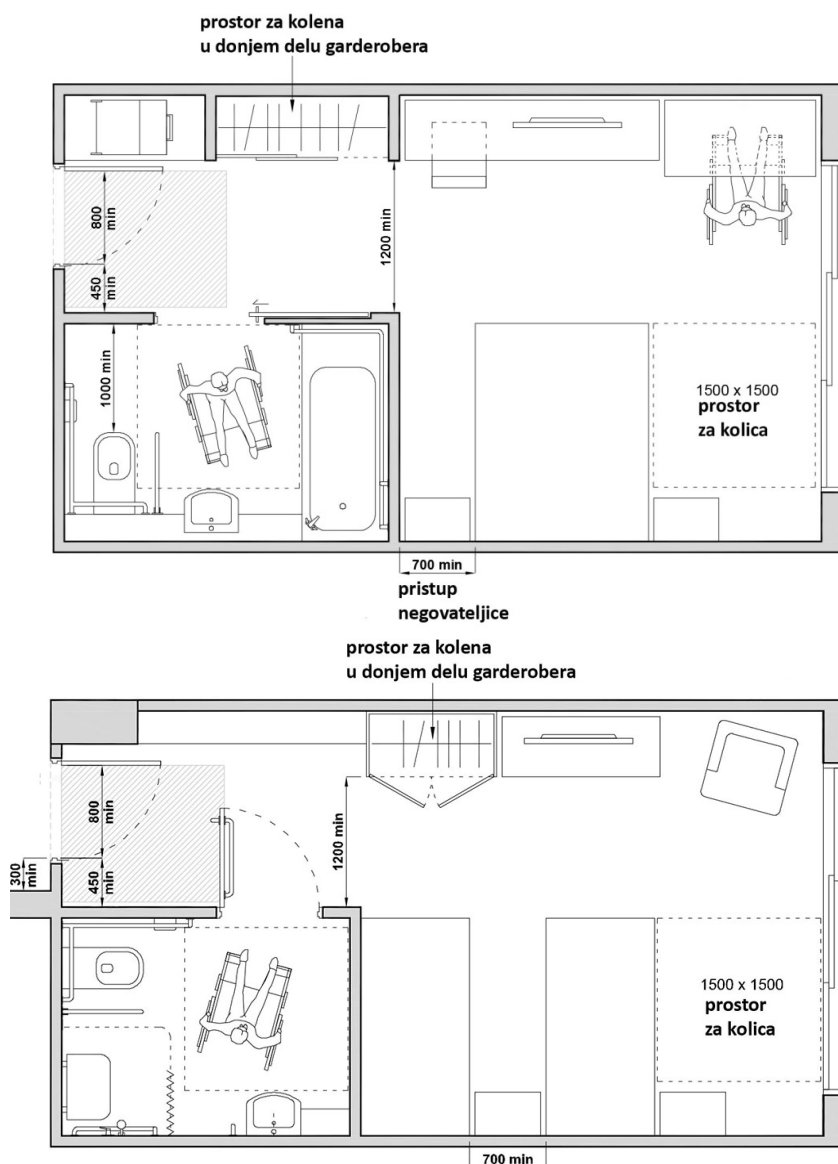 prostor za kolena
u donjem delu garderobera
800
min
450
min
1200 min
1000 min
1500 x 1500
prostor
za kolica
700 min
pristup
negovateljice
prostor za kolena
u donjem delu garderobera
800
min
300
min
450
min
1200 min
1500 x 1500
prostor
za kolica
700 min